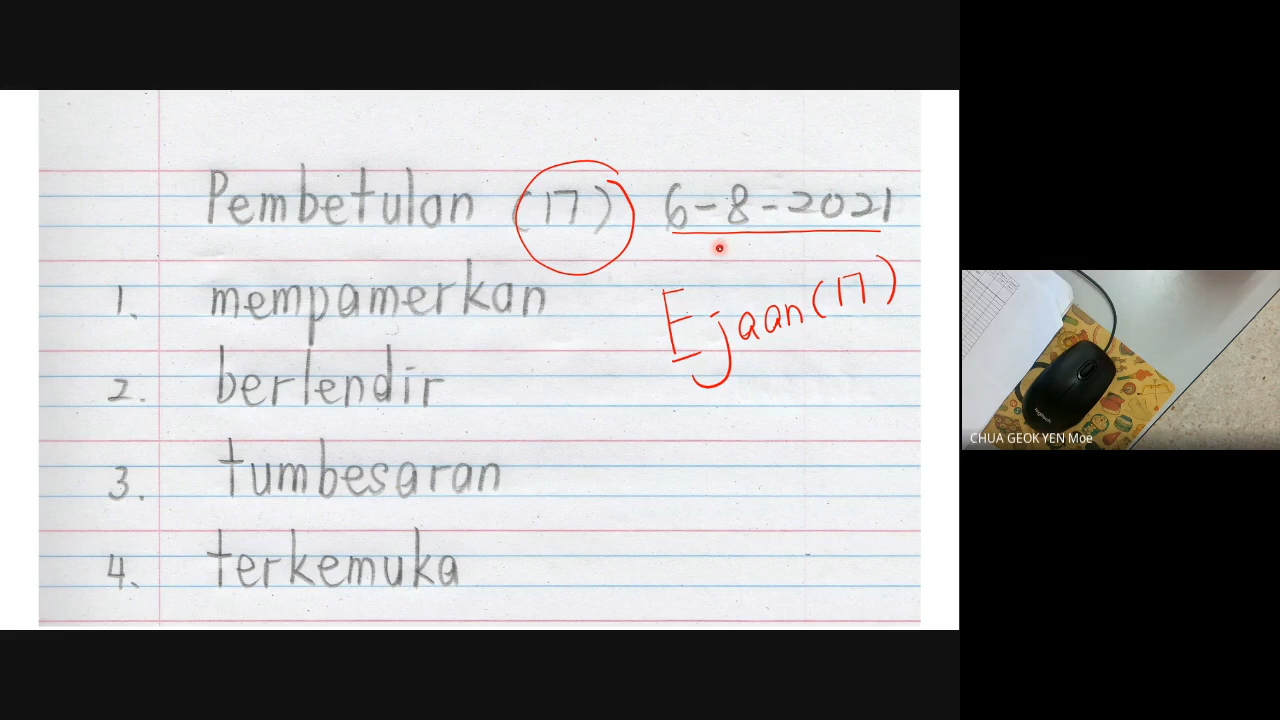 Pembetulan (17) 6-8-2021
Ejaan (17)
1. mempamerkan
2. berlendir
3. tumbesaran
4. terkemuka
logitech
CHUA GEOK YEN Moe